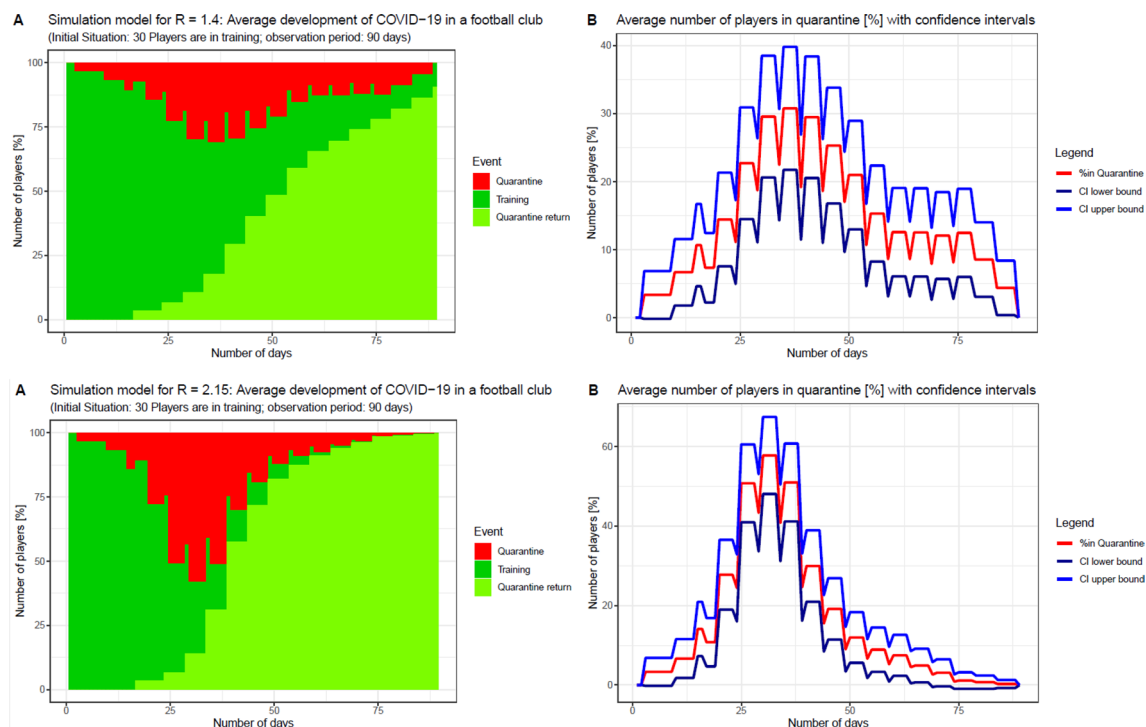 A Simulation model for R = 1.4: Average development of COVID−19 in a football club
(Initial Situation: 30 Players are in training; observation period: 90 days)
100
75
50
25
0
Number of players [%]
0 25 50 75
Number of days
Event
Quarantine
Training
Quarantine return
B Average number of players in quarantine [%] with confidence intervals
40
30
20
10
0
Number of players [%]
0 25 50 75
Number of days
Legend
%in Quarantine
CI lower bound
CI upper bound
A Simulation model for R = 2.15: Average development of COVID−19 in a football club
(Initial Situation: 30 Players are in training; observation period: 90 days)
100
75
50
25
0
Number of players [%]
0 25 50 75
Number of days
Event
Quarantine
Training
Quarantine return
B Average number of players in quarantine [%] with confidence intervals
60
40
20
0
Number of players [%]
0 25 50 75
Number of days
Legend
%in Quarantine
CI lower bound
CI upper bound